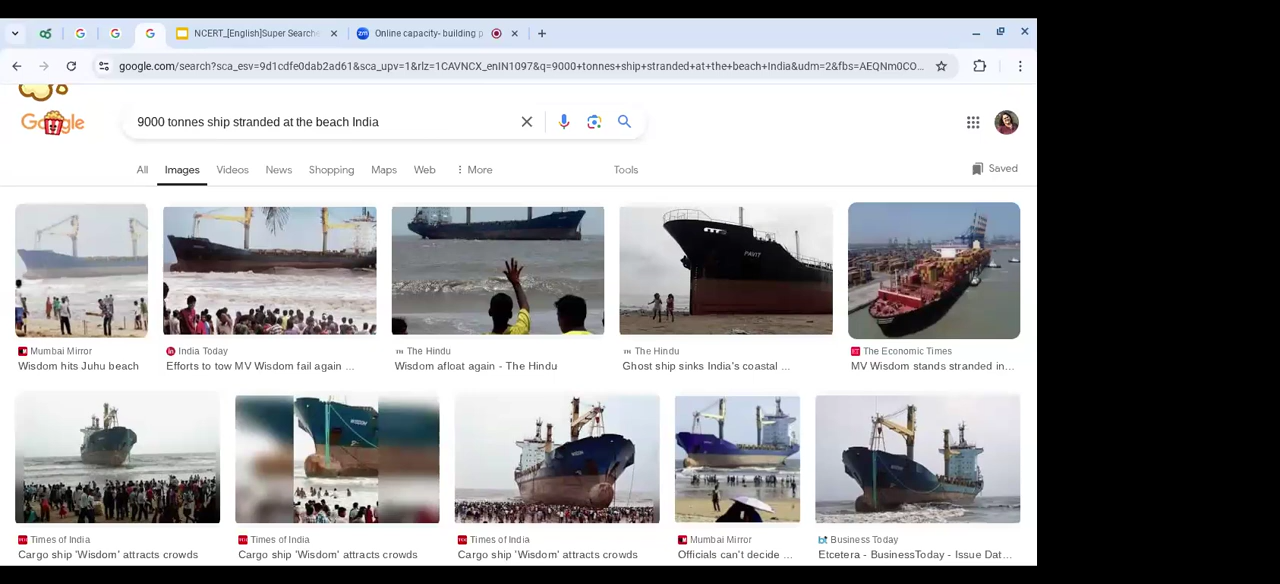 NCERT_[English]Super Searche
Online capacity- building p
google.com/search?sca_esv=9d1cdfe0dab2ad61&sca_upv=1&rlz=1CAVNCX_enIN1097&q=9000+tonnes+ship+stranded+at+the+beach+India&udm=2&fbs=AEQNm0CO...
Google
9000 tonnes ship stranded at the beach India
All Images Videos News Shopping Maps Web More Tools Saved
PAVIT
Mumbai Mirror India Today The Hindu The Hindu The Economic Times
Wisdom hits Juhu beach Efforts to tow MV Wisdom fail again ... Wisdom afloat again - The Hindu Ghost ship sinks India's coastal ... MV Wisdom stands stranded in...
WISDOM
Times of India Times of India Times of India Mumbai Mirror Business Today
Cargo ship 'Wisdom' attracts crowds Cargo ship 'Wisdom' attracts crowds Cargo ship 'Wisdom' attracts crowds Officials can't decide ... Etcetera - BusinessToday - Issue Dat...